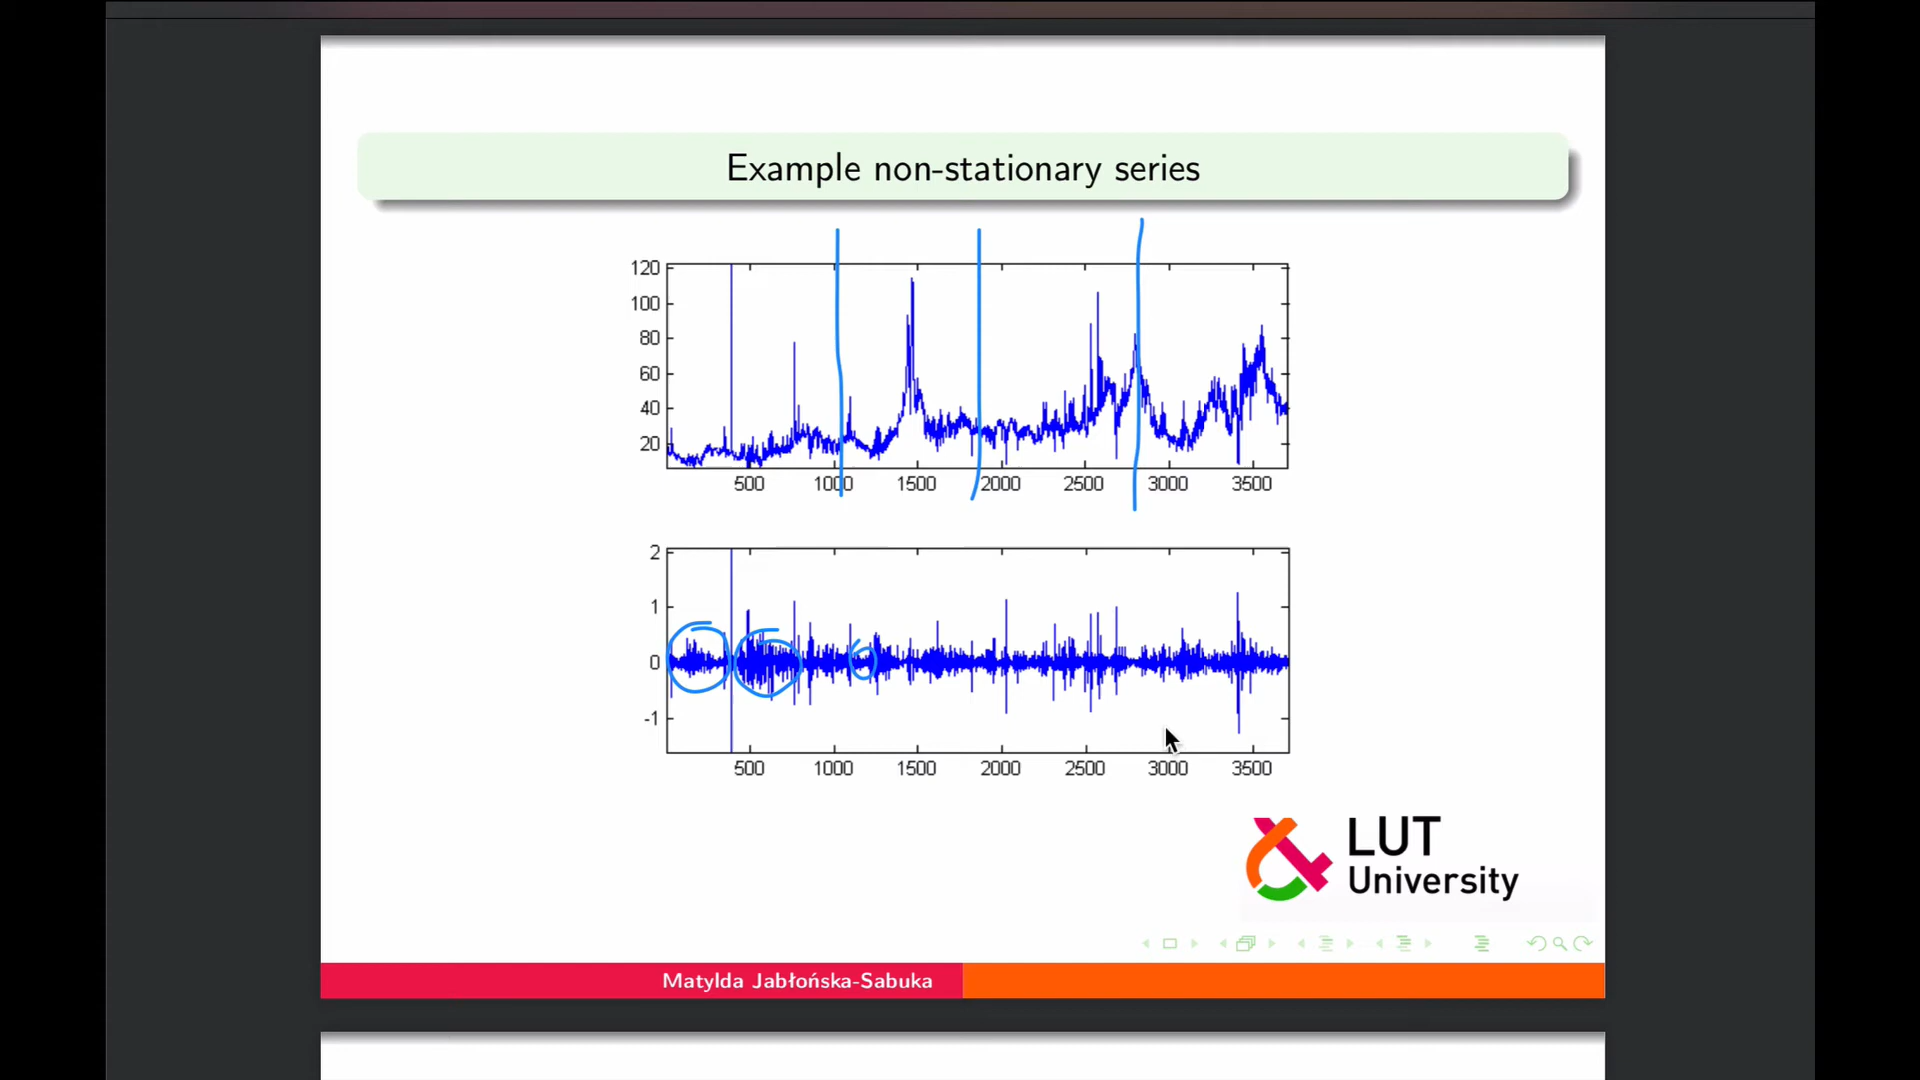 Example non-stationary series
120
100
80
60
40
20
500 1000 1500 2000 2500 3000 3500
2
1
0
-1
500 1000 1500 2000 2500 3000 3500
LUT
University
Matylda Jabłońska-Sabuka